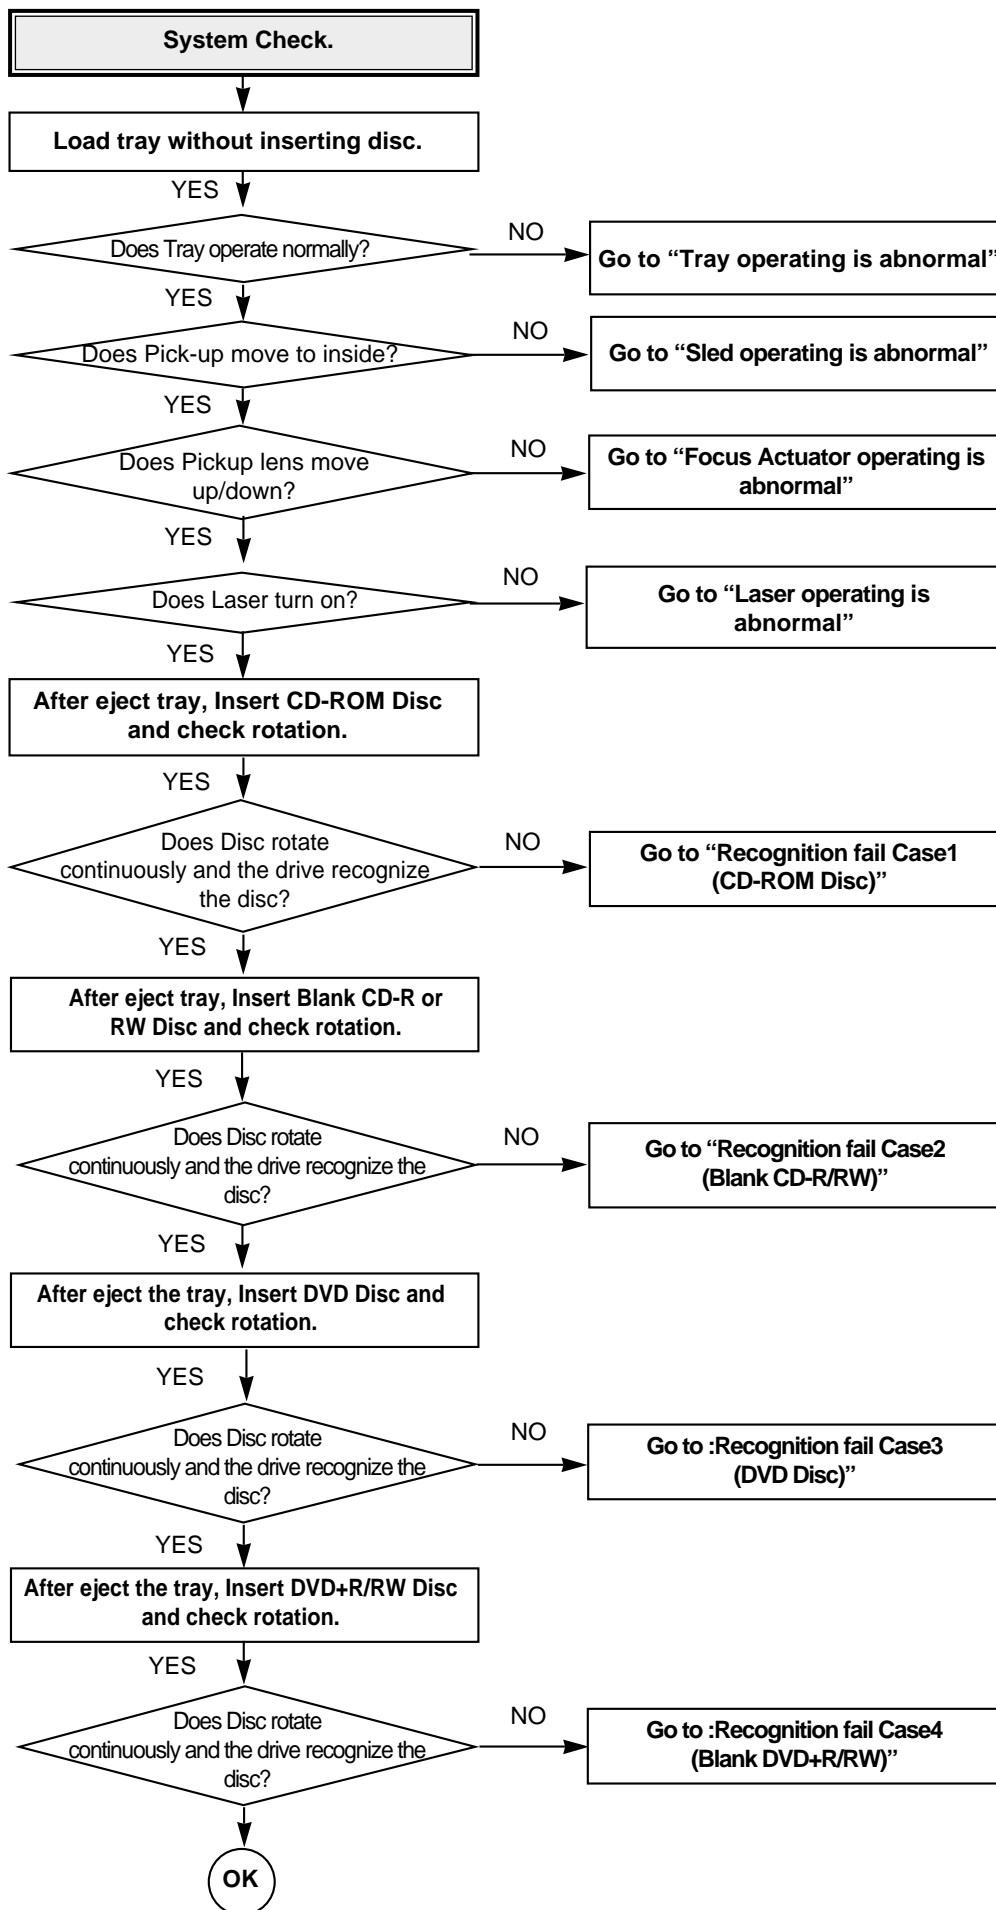 System Check.
Load tray without inserting disc.
YES
Does Tray operate normally?
NO
Go to “Tray operating is abnormal”
YES
Does Pick-up move to inside?
NO
Go to “Sled operating is abnormal”
YES
Does Pickup lens move
up/down?
NO
Go to “Focus Actuator operating is
abnormal”
YES
Does Laser turn on?
NO
Go to “Laser operating is
abnormal”
YES
After eject tray, Insert CD-ROM Disc
and check rotation.
YES
Does Disc rotate
continuously and the drive recognize
the disc?
NO
Go to “Recognition fail Case1
(CD-ROM Disc)”
YES
After eject tray, Insert Blank CD-R or
RW Disc and check rotation.
YES
Does Disc rotate
continuously and the drive recognize the
disc?
NO
Go to “Recognition fail Case2
(Blank CD-R/RW)”
YES
After eject the tray, Insert DVD Disc and
check rotation.
YES
Does Disc rotate
continuously and the drive recognize the
disc?
NO
Go to :Recognition fail Case3
(DVD Disc)”
YES
After eject the tray, Insert DVD+R/RW Disc
and check rotation.
YES
Does Disc rotate
continuously and the drive recognize the
disc?
NO
Go to :Recognition fail Case4
(Blank DVD+R/RW)”
OK